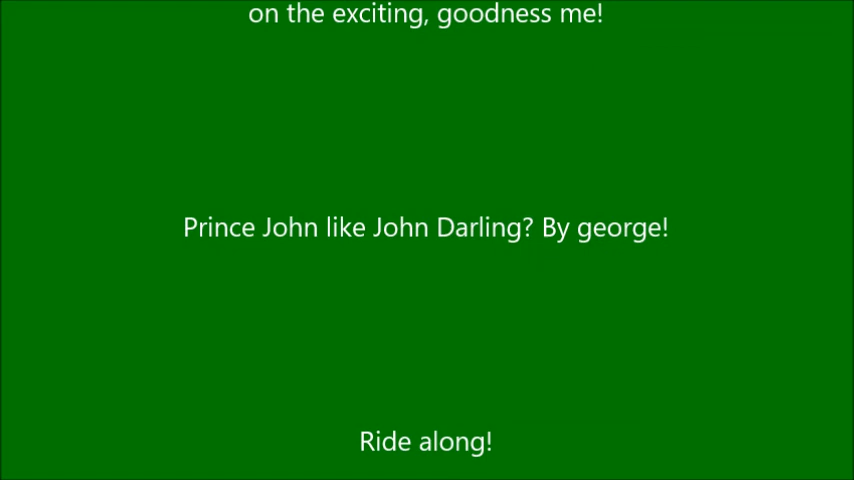 on the exciting, goodness me!
Prince John like John Darling? By george!
Ride along!